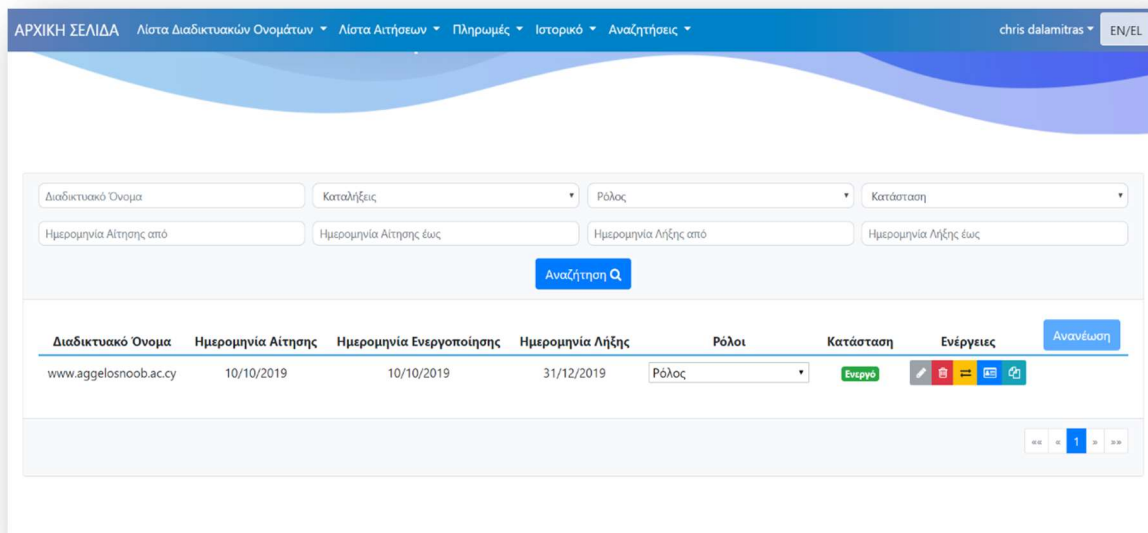 ΑΡΧΙΚΗ ΣΕΛΙΔΑ Λίστα Διαδικτυακών Ονομάτων Λίστα Αιτήσεων Πληρωμές Ιστορικό Αναζητήσεις chris dalamitras EN/EL
Διαδικτυακό Όνομα Καταλήξεις Ρόλος Κατάσταση
Ημερομηνία Αίτησης από Ημερομηνία Αίτησης έως Ημερομηνία Λήξης από Ημερομηνία Λήξης έως
Αναζήτηση
Διαδικτυακό Όνομα Ημερομηνία Αίτησης Ημερομηνία Ενεργοποίησης Ημερομηνία Λήξης Ρόλοι Κατάσταση Ενέργειες Ανανέωση
www.aggelosnoob.ac.cy 10/10/2019 10/10/2019 31/12/2019 Ρόλος Ενεργό
«« « 1 » »»